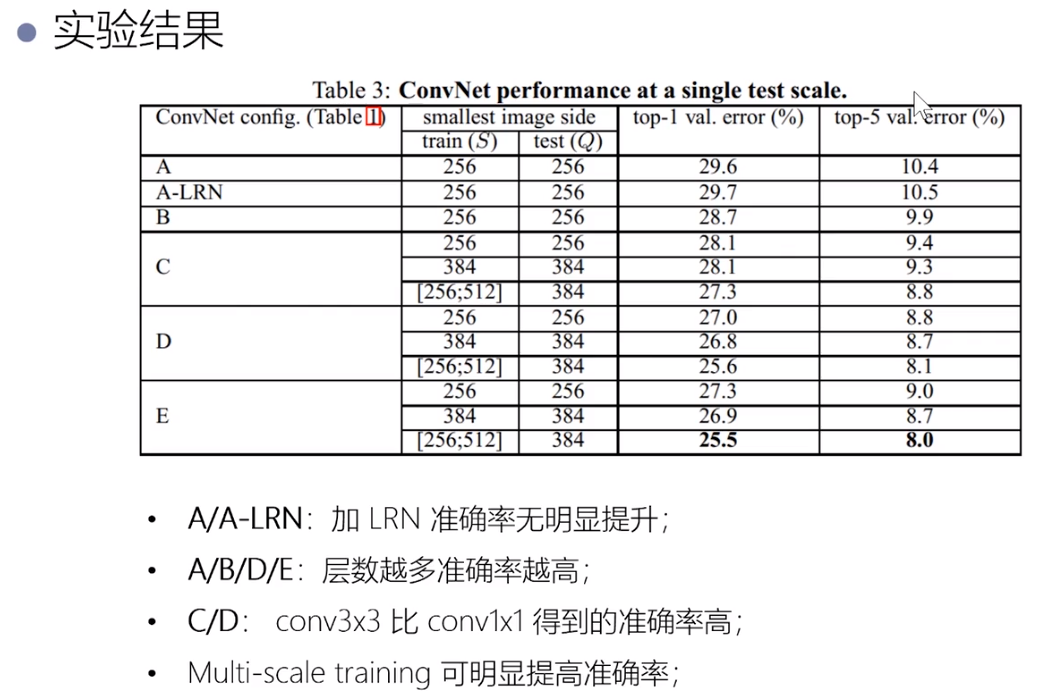 实验结果
Table 3: ConvNet performance at a single test scale.
ConvNet config. (Table 1) smallest image side top-1 val. error (%) top-5 val. error (%)
train (S) test (Q)
A 256 256 29.6 10.4
A-LRN 256 256 29.7 10.5
B 256 256 28.7 9.9
C 256 256 28.1 9.4
384 384 28.1 9.3
[256;512] 384 27.3 8.8
D 256 256 27.0 8.8
384 384 26.8 8.7
[256;512] 384 25.6 8.1
E 256 256 27.3 9.0
384 384 26.9 8.7
[256;512] 384 25.5 8.0
• A/A-LRN：加 LRN 准确率无明显提升；
• A/B/D/E：层数越多准确率越高；
• C/D： conv3x3 比 conv1x1 得到的准确率高；
• Multi-scale training 可明显提高准确率；